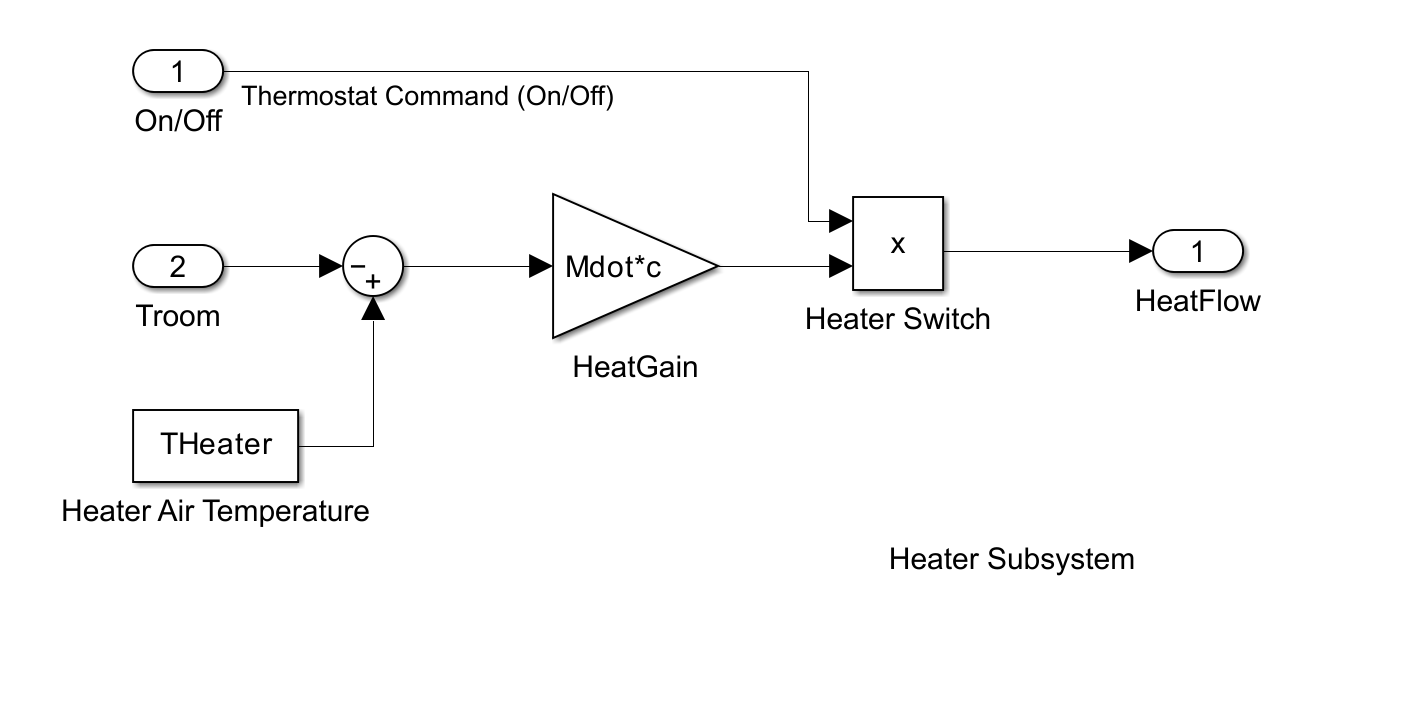 1
On/Off
Thermostat Command (On/Off)
2
Troom
−
+
Mdot*c
HeatGain
x
Heater Switch
1
HeatFlow
THeater
Heater Air Temperature
Heater Subsystem